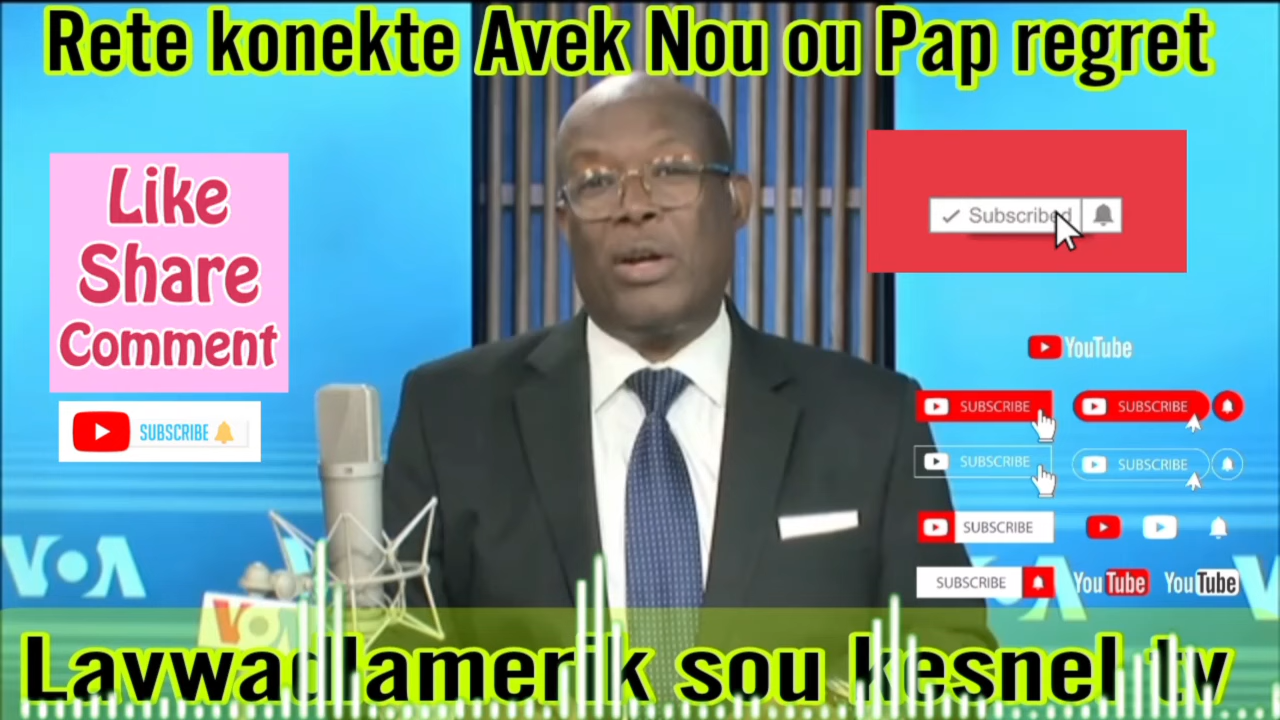 Rete konekte Avek Nou ou Pap regret
Like
Share
Comment
SUBSCRIBE
Subscribed
YouTube
SUBSCRIBE
SUBSCRIBE
SUBSCRIBE
SUBSCRIBE
SUBSCRIBE
SUBSCRIBE
YouTube YouTube
VOA
Lavwadlamerik sou kesnel tv